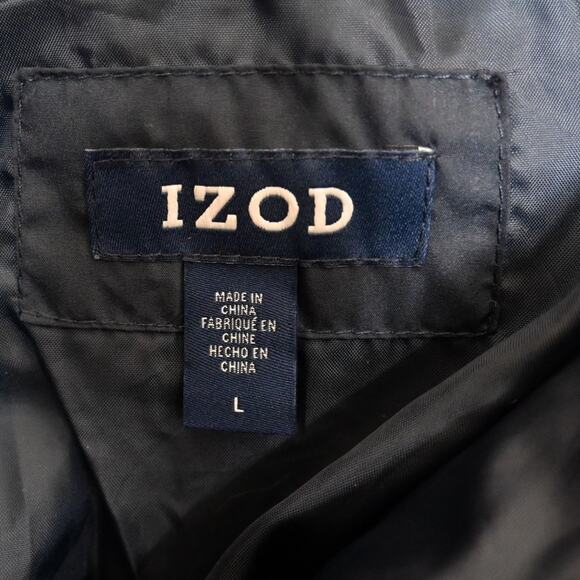 IZOD
MADE IN
CHINA
FABRIQUÉ EN
CHINE
HECHO EN
CHINA
L